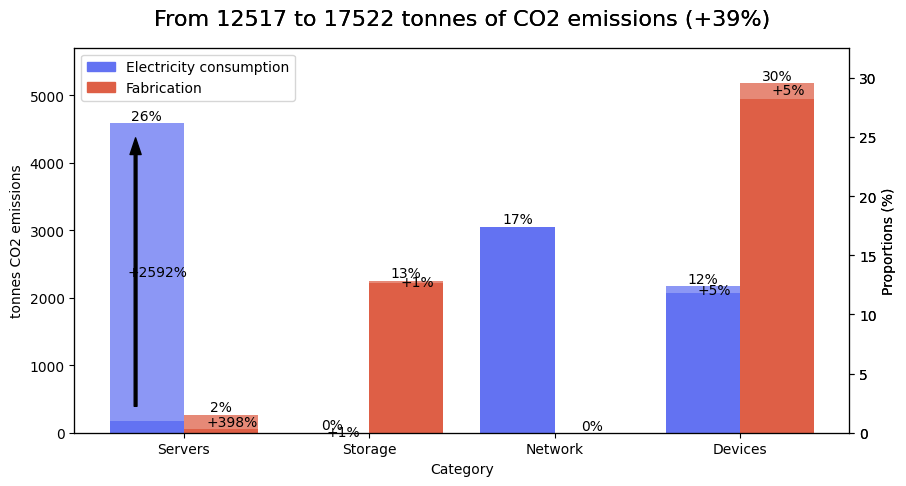 From 12517 to 17522 tonnes of CO2 emissions (+39%)
Electricity consumption
Fabrication
tonnes CO2 emissions
5000
4000
3000
2000
1000
0
26%
+2592%
2%
+398%
0%
+1%
13%
+1%
17%
0%
12%
+5%
30%
+5%
30
25
20
15
10
5
0
Proportions (%)
Servers
Storage
Network
Devices
Category